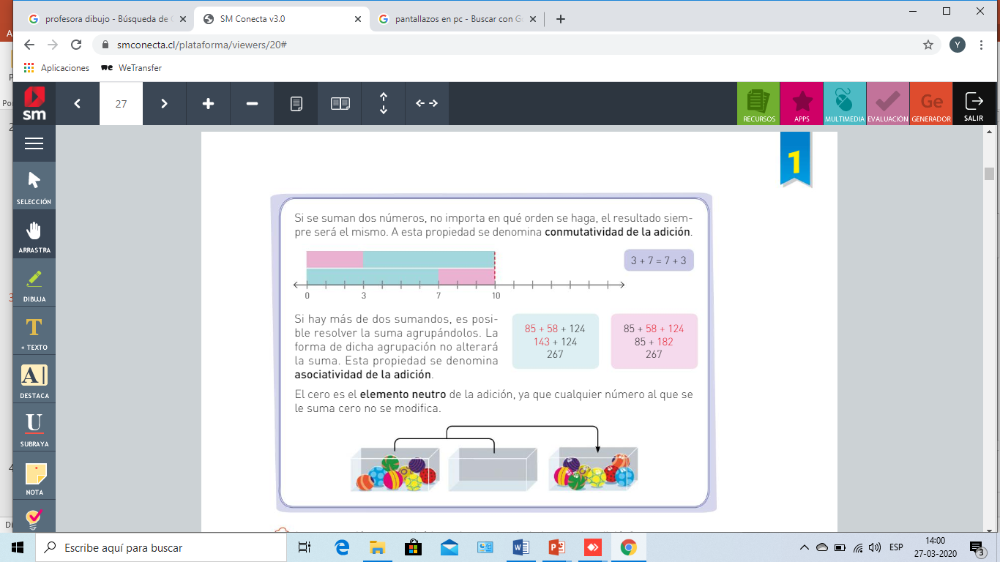 profesora dibujo - Búsqueda de
SM Conecta v3.0
pantallazos en pc - Buscar con G
smconecta.cl/plataforma/viewers/20#
Y
Aplicaciones
WeTransfer
sm
27
RECURSOS
APPS
MULTIMEDIA
EVALUACIÓN
Ge
GENERADOR
SALIR
SELECCIÓN
ARRASTRA
DIBUJA
T
+ TEXTO
A
DESTACA
U
SUBRAYA
NOTA
1
Si se suman dos números, no importa en qué orden se haga, el resultado siem-
pre será el mismo. A esta propiedad se denomina conmutatividad de la adición.
3 + 7 = 7 + 3
0 3 7 10
Si hay más de dos sumandos, es posi-
ble resolver la suma agrupándolos. La
forma de dicha agrupación no alterará
la suma. Esta propiedad se denomina
asociatividad de la adición.
85 + 58 + 124
143 + 124
267
85 + 58 + 124
85 + 182
267
El cero es el elemento neutro de la adición, ya que cualquier número al que se
le suma cero no se modifica.
Escribe aquí para buscar
ESP
14:00
27-03-2020
3